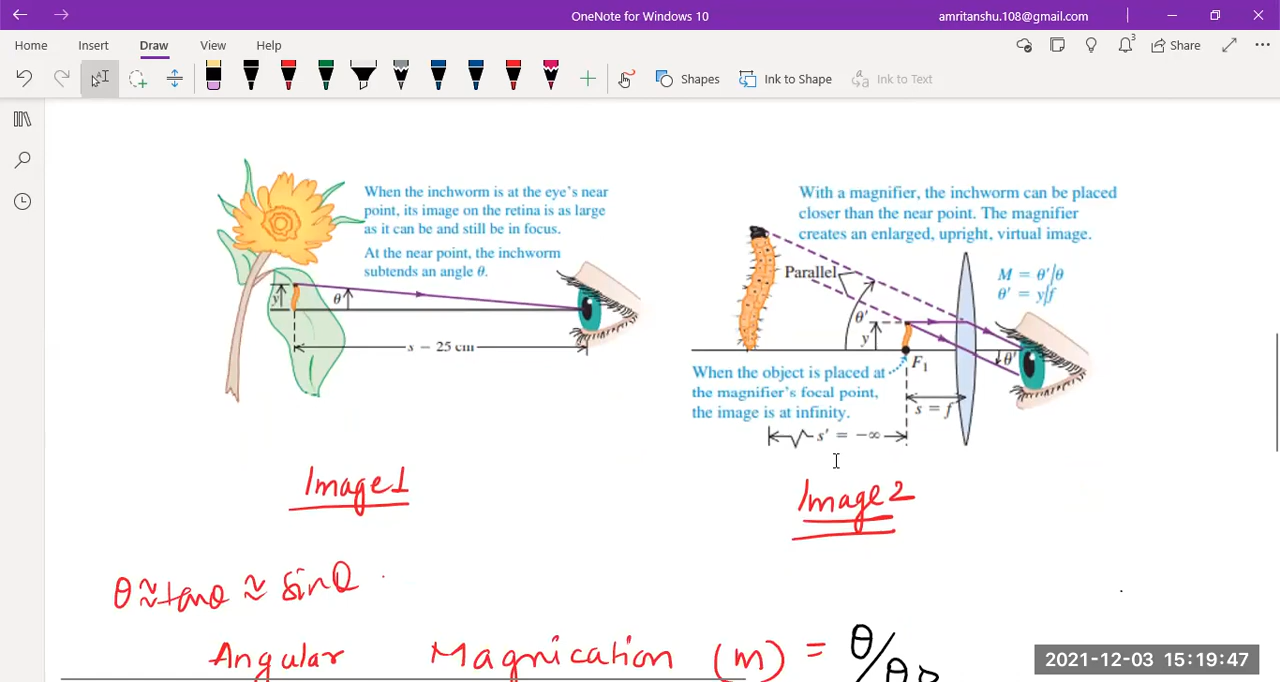 OneNote for Windows 10
amritanshu.108@gmail.com
Home Insert Draw View Help
3 Share
Shapes Ink to Shape Ink to Text
When the inchworm is at the eye's near
point, its image on the retina is as large
as it can be and still be in focus.
At the near point, the inchworm
subtends an angle θ.
y
θ
s – 25 cm
With a magnifier, the inchworm can be placed
closer than the near point. The magnifier
creates an enlarged, upright, virtual image.
Parallel
M = θ'/θ
θ' = y/f
θ'
y
F1
θ'
When the object is placed at
the magnifier's focal point,
the image is at infinity.
s = f
s' = -∞
Image1
Image2
θ ≈ tanθ ≈ sinθ
Angular Magnication (m) = θ/
2021-12-03 15:19:47